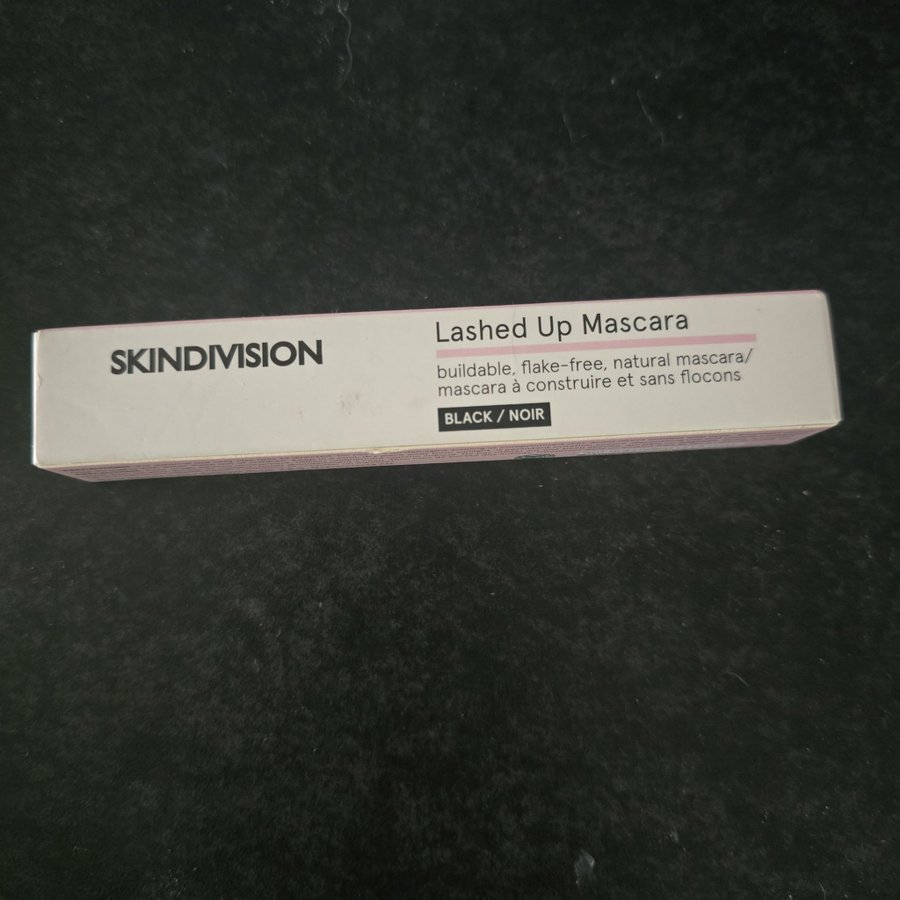 SKINDIVISION
Lashed Up Mascara
buildable, flake-free, natural mascara/
mascara à construire et sans flocons
BLACK / NOIR